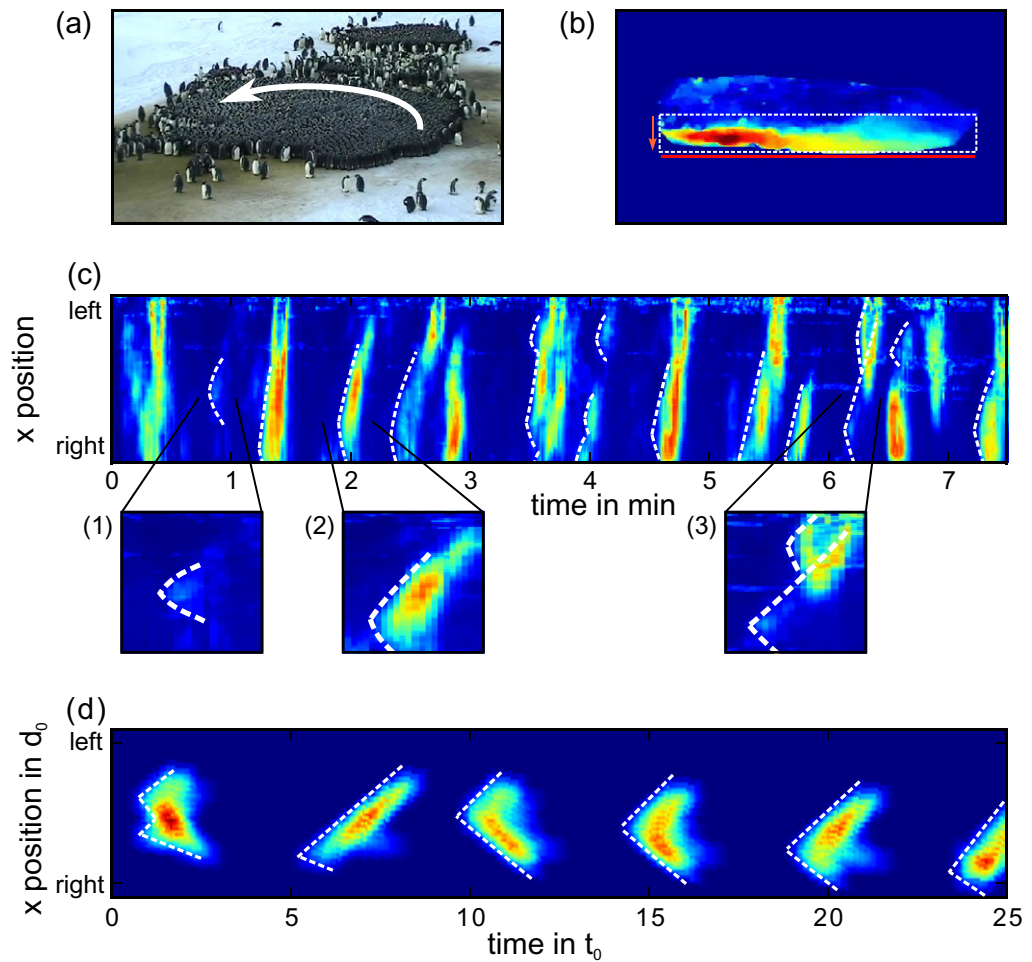 (a)
(b)
(c)
left
x position
right
0 1 2 3 4 5 6 7
time in min
(1)
(2)
(3)
(d)
left
x position in d₀
right
0 5 10 15 20 25
time in t₀